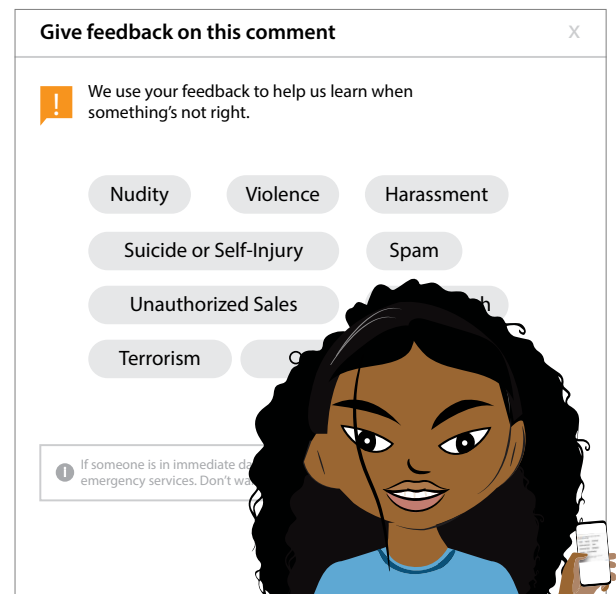 Give feedback on this comment X
We use your feedback to help us learn when
something's not right.
Nudity Violence Harassment
Suicide or Self-Injury Spam
Unauthorized Sales
Terrorism
If someone is in immediate
emergency services. Don't